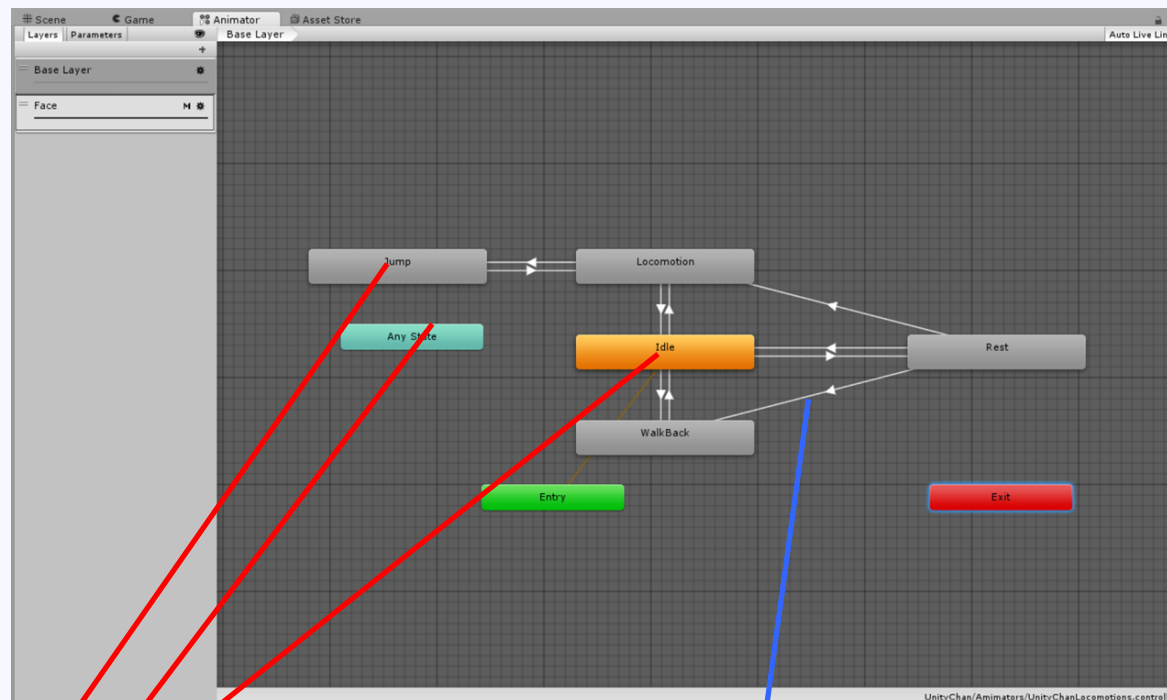 Scene Game Animator Asset Store
Layers Parameters Base Layer Auto Live Lin
+
Base Layer
Face M
Jump Locomotion
Any State Idle Rest
WalkBack
Entry Exit
UnityChan/Animators/UnityChanLocomotions.control